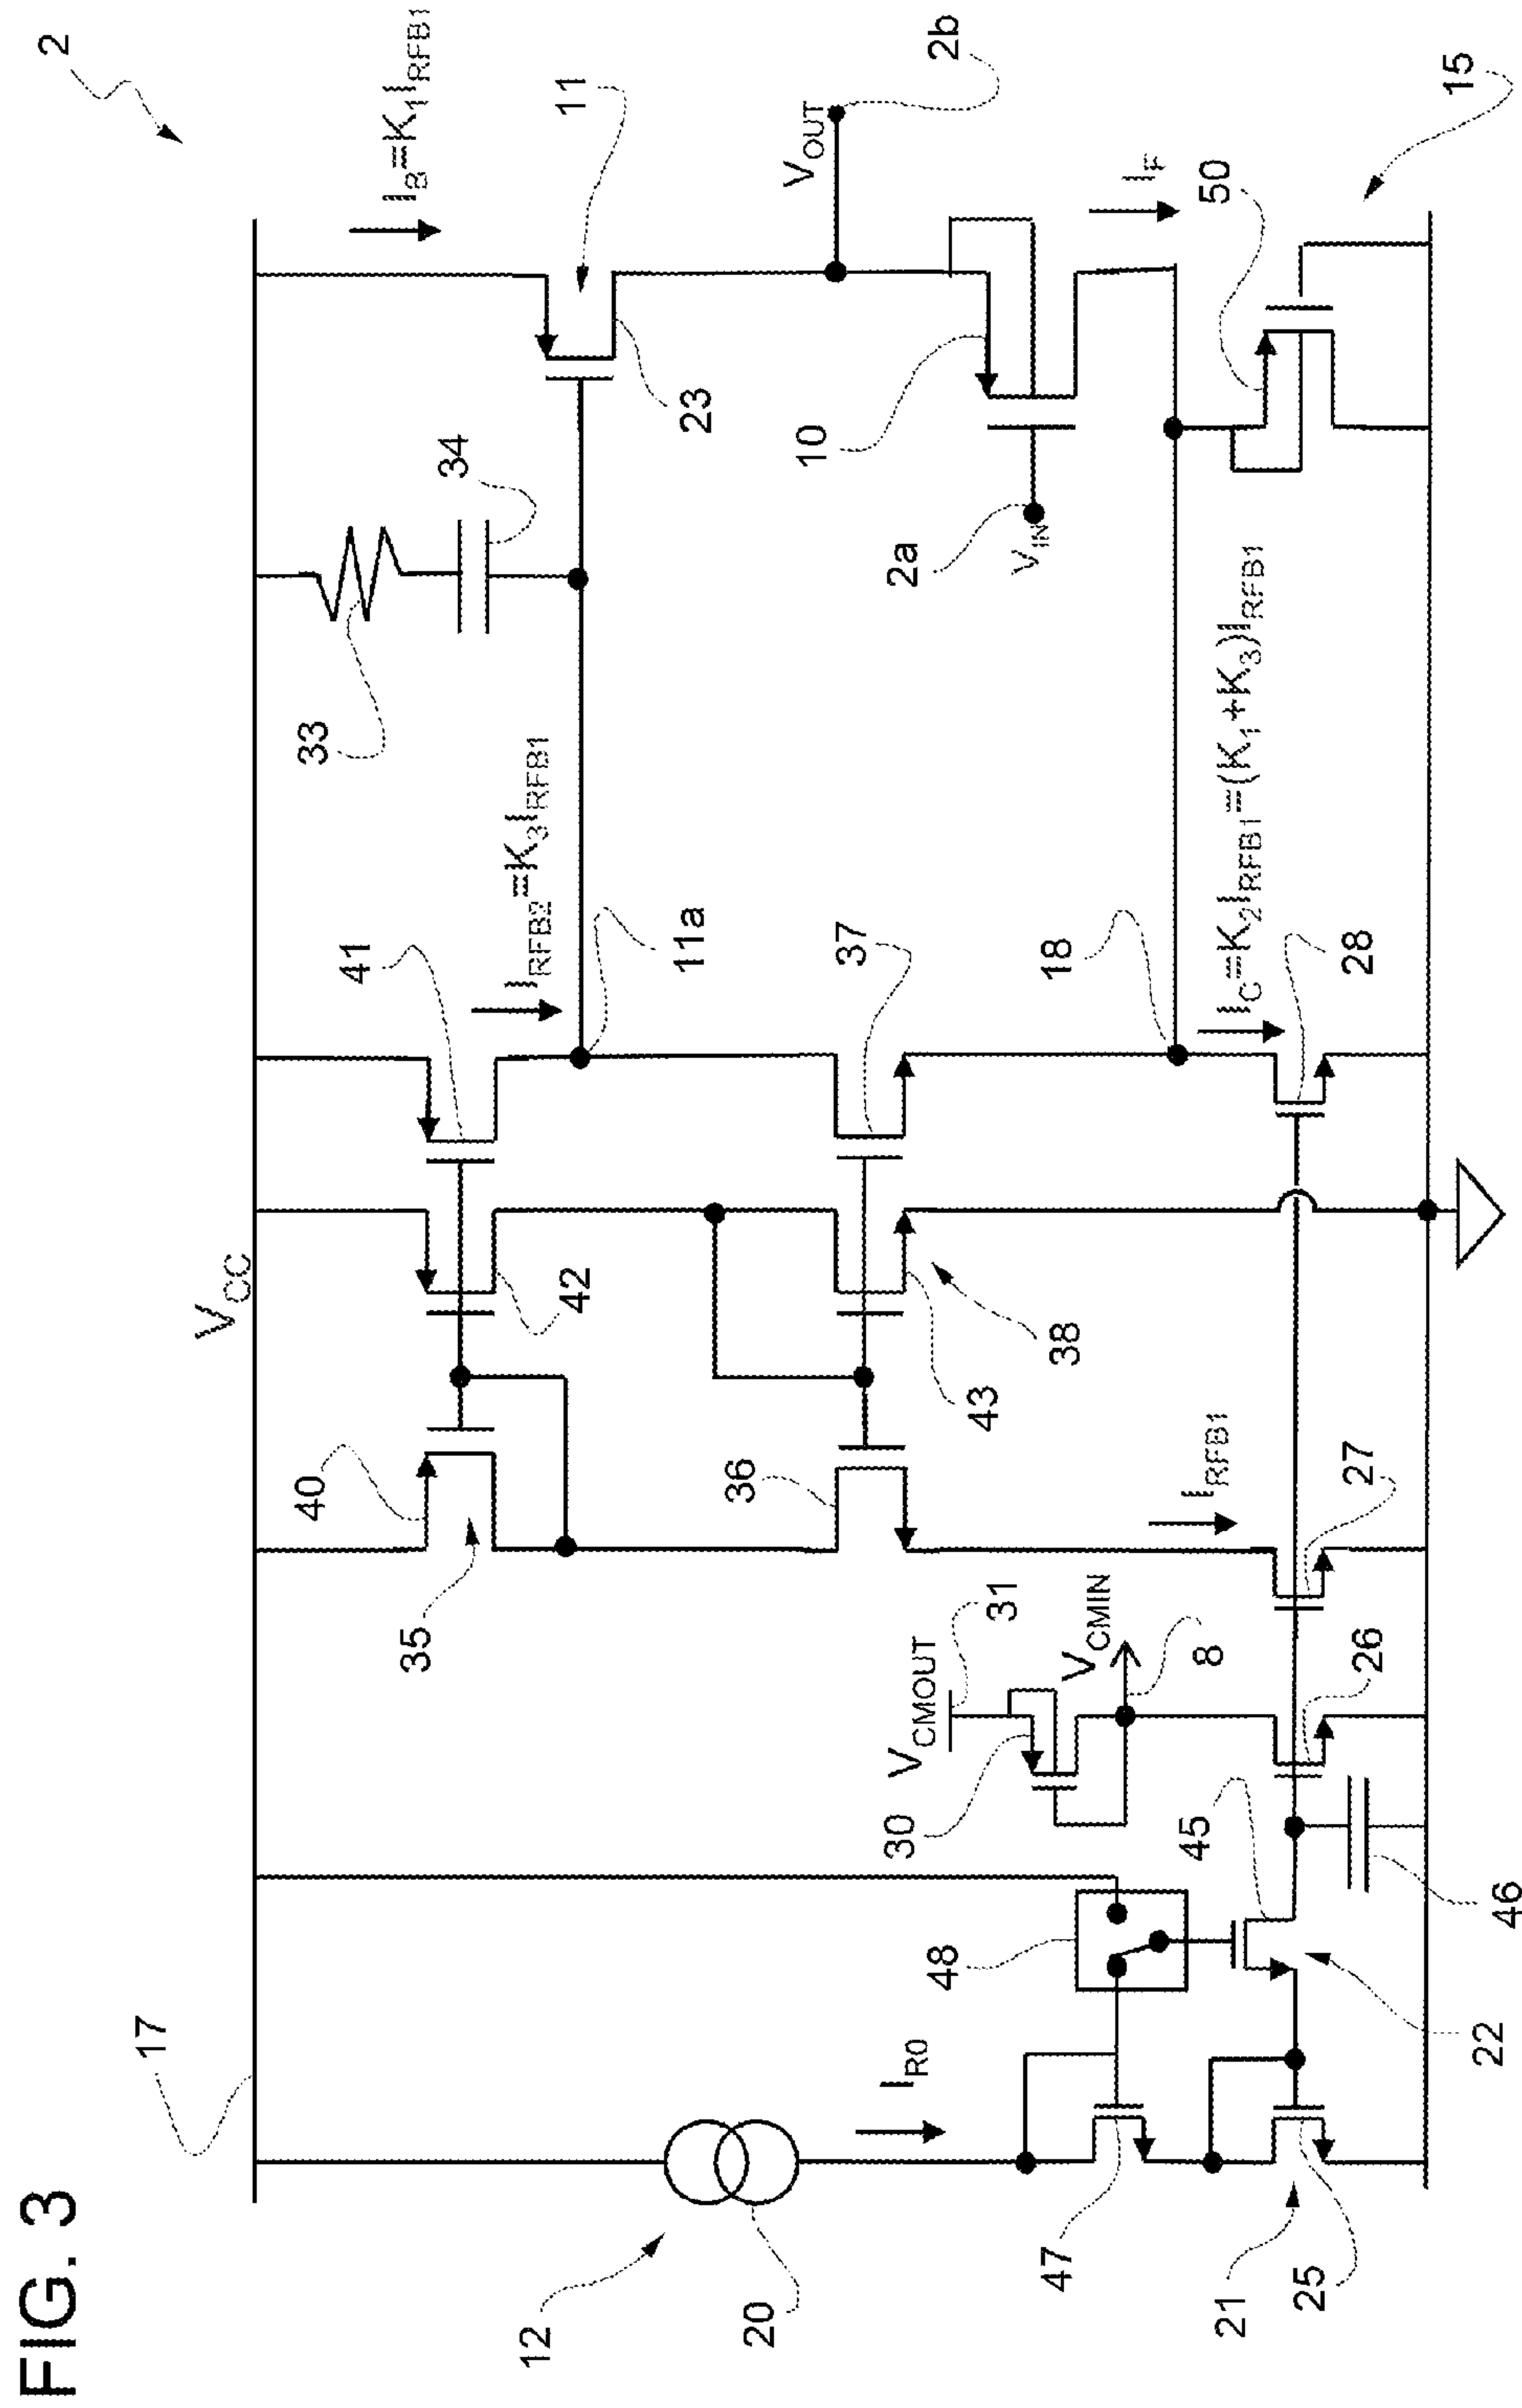 FIG. 3
2
17
V_CC
I_B=K_1I_RFB1
11
33
34
23
35
40
42
41
I_RFB2=K_3I_RFB1
11a
V_OUT
2b
10
2a
V_IN
I_F
50
15
12
20
I_R0
36
43
38
37
18
V_CMOUT
31
30
V_CMIN
8
48
45
47
I_RFB1
I_C=K_2I_RFB1=(K_1+K_3)I_RFB1
21
25
22
46
26
27
28